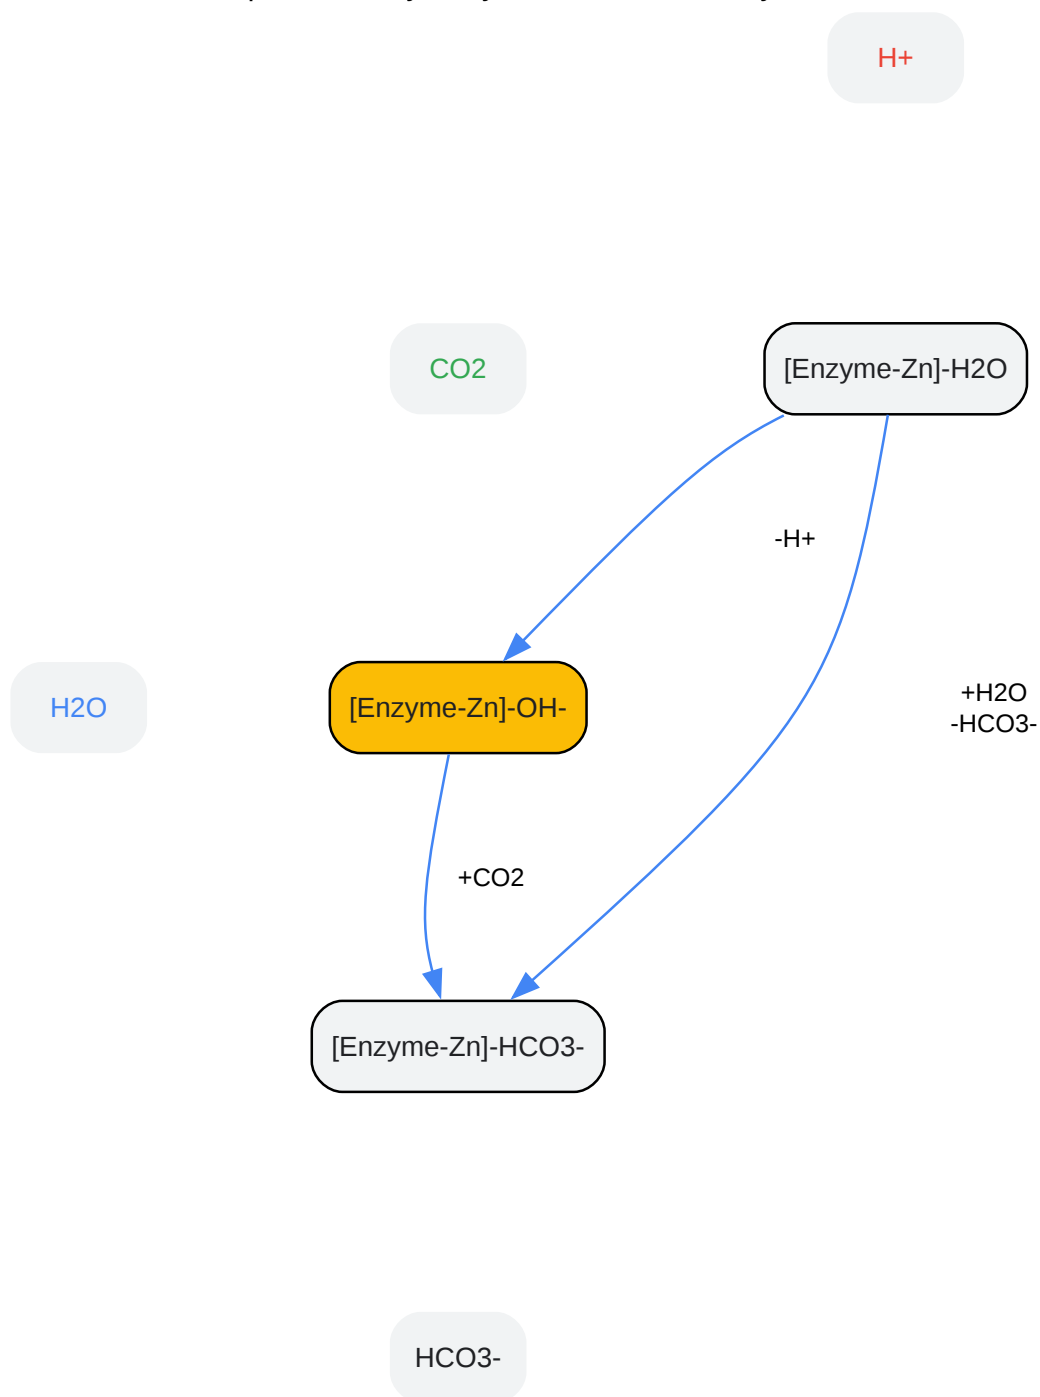 H+
CO2
[Enzyme-Zn]-H2O
-H+
H2O
[Enzyme-Zn]-OH-
+H2O
-HCO3-
+CO2
[Enzyme-Zn]-HCO3-
HCO3-